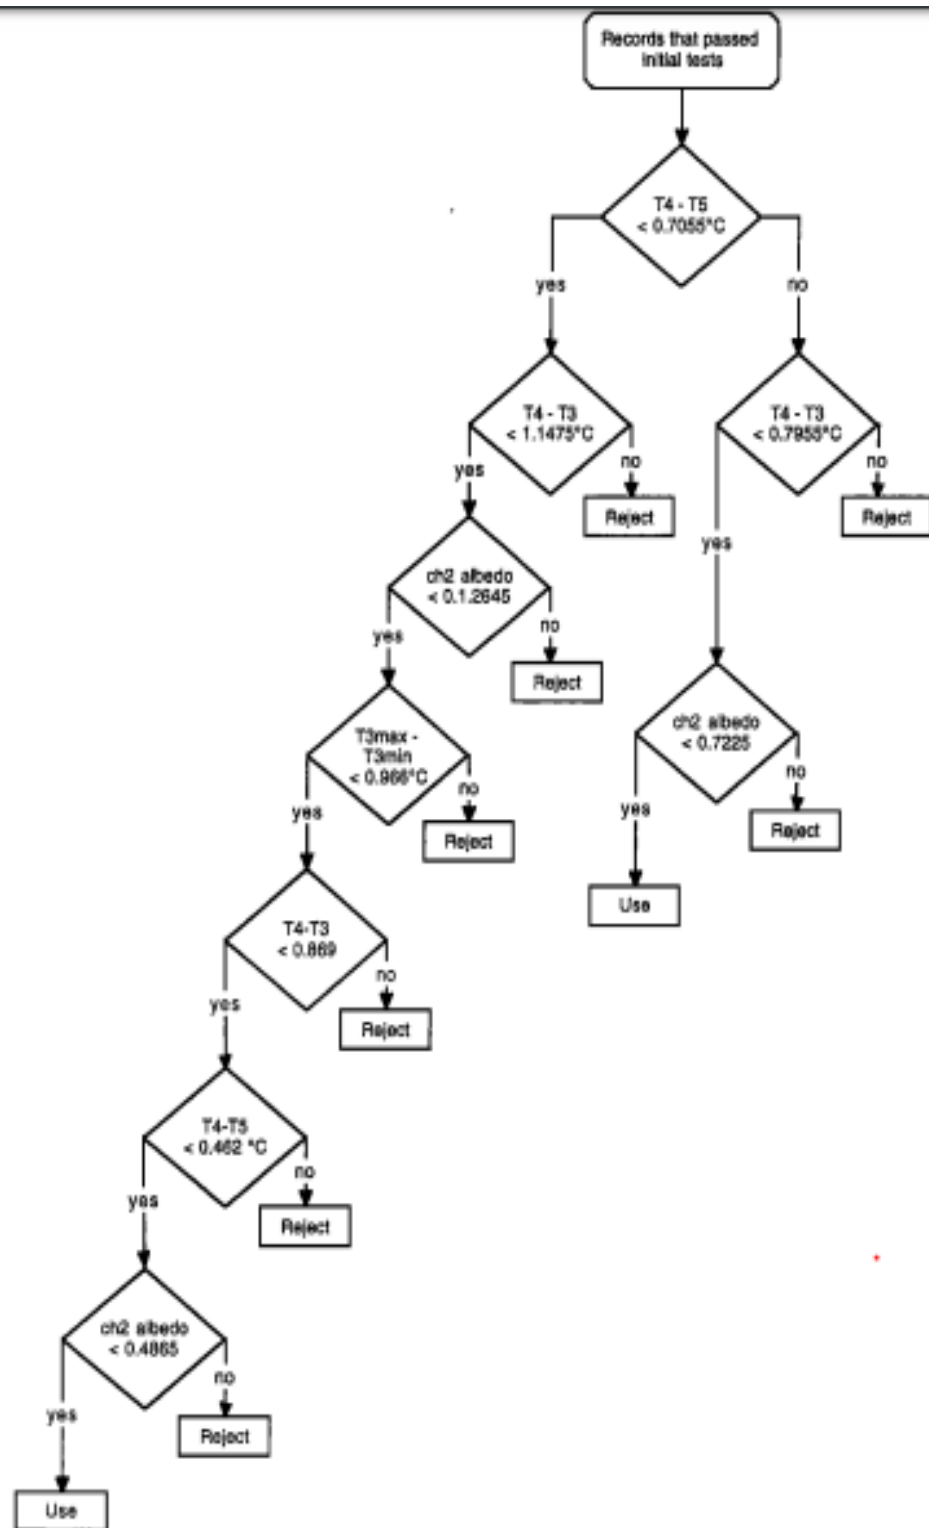 Records that passed
initial tests
T4 - T5
< 0.7055°C
yes
no
T4 - T3
< 1.1475°C
T4 - T3
< 0.7955°C
yes
no
no
Reject
Reject
yes
ch2 albedo
< 0.1.2645
yes
no
Reject
T3max -
T3min
< 0.966°C
ch2 albedo
< 0.7225
yes
no
yes
no
Reject
Reject
Use
T4-T3
< 0.869
yes
no
Reject
T4-T5
< 0.462 °C
yes
no
Reject
ch2 albedo
< 0.4865
yes
no
Reject
Use